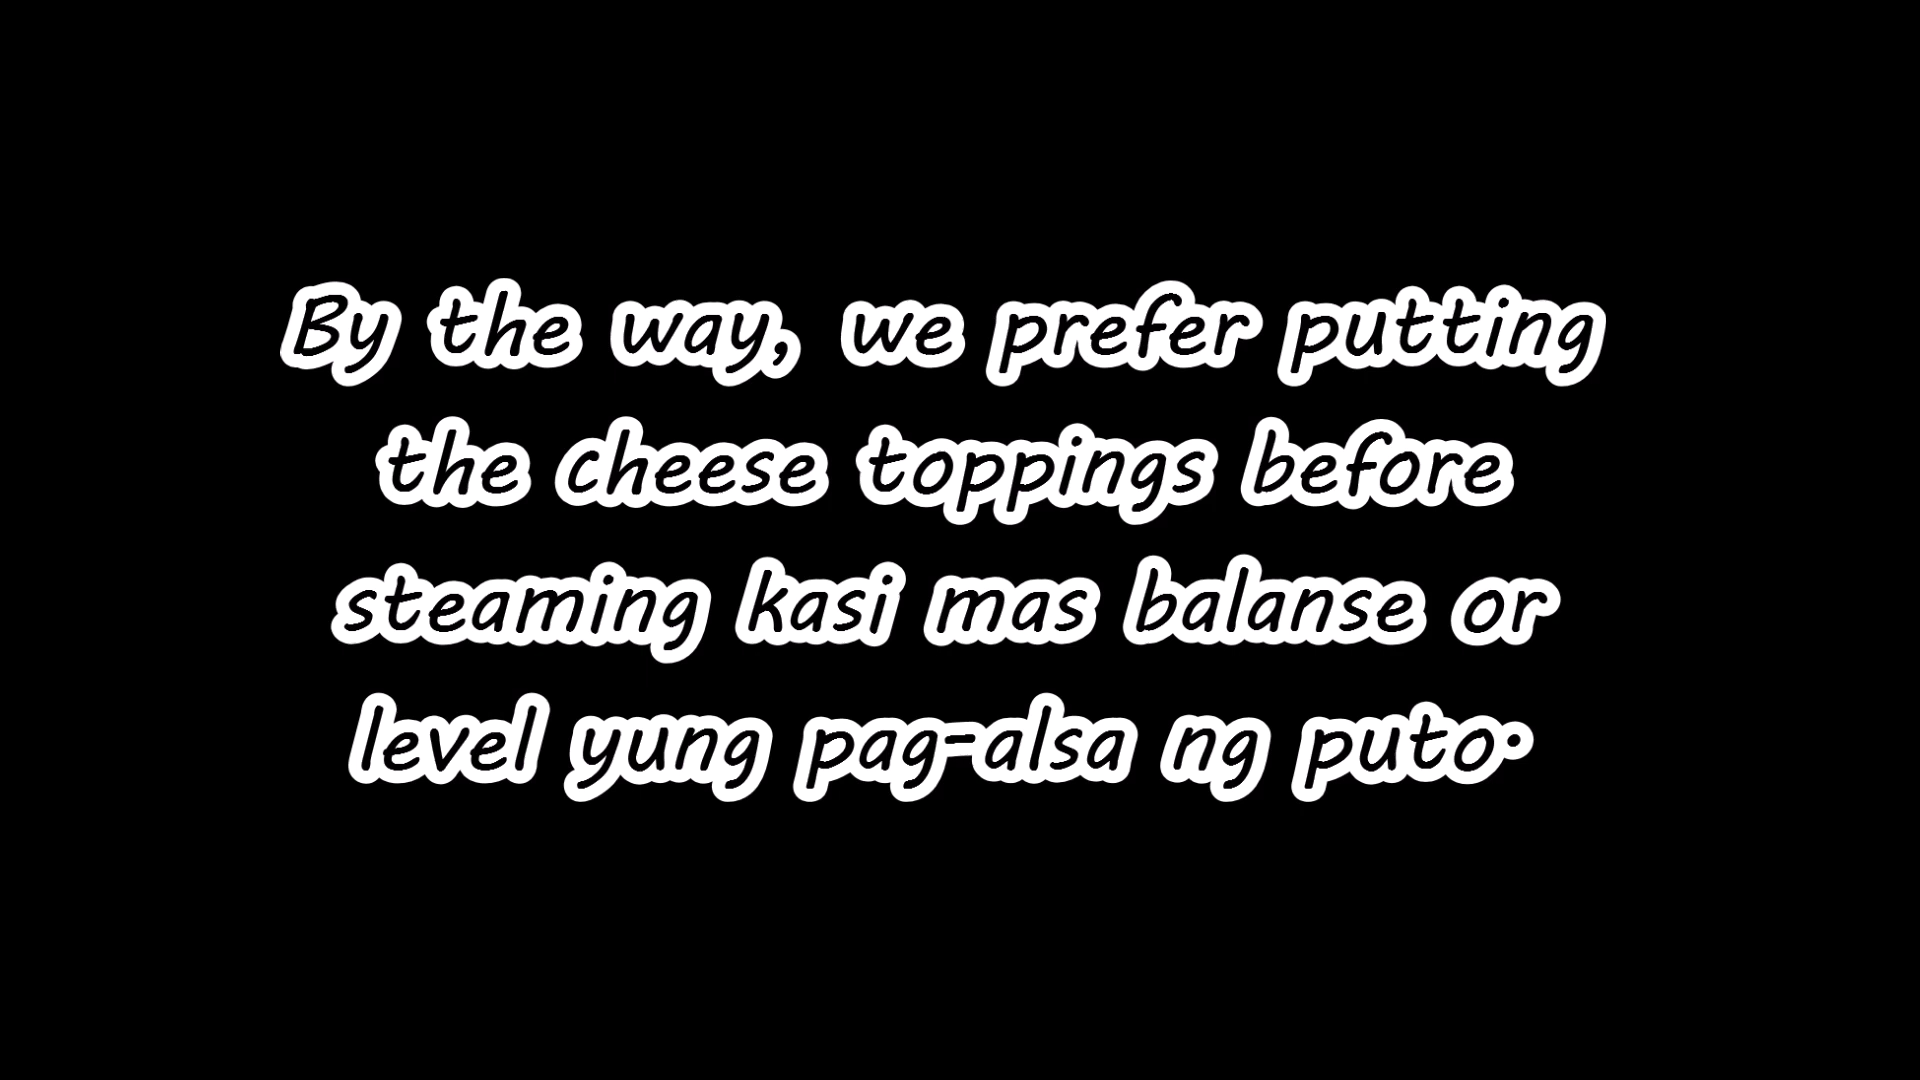 By the way, we prefer putting
the cheese toppings before
steaming kasi mas balanse or
level yung pag-alsa ng puto.